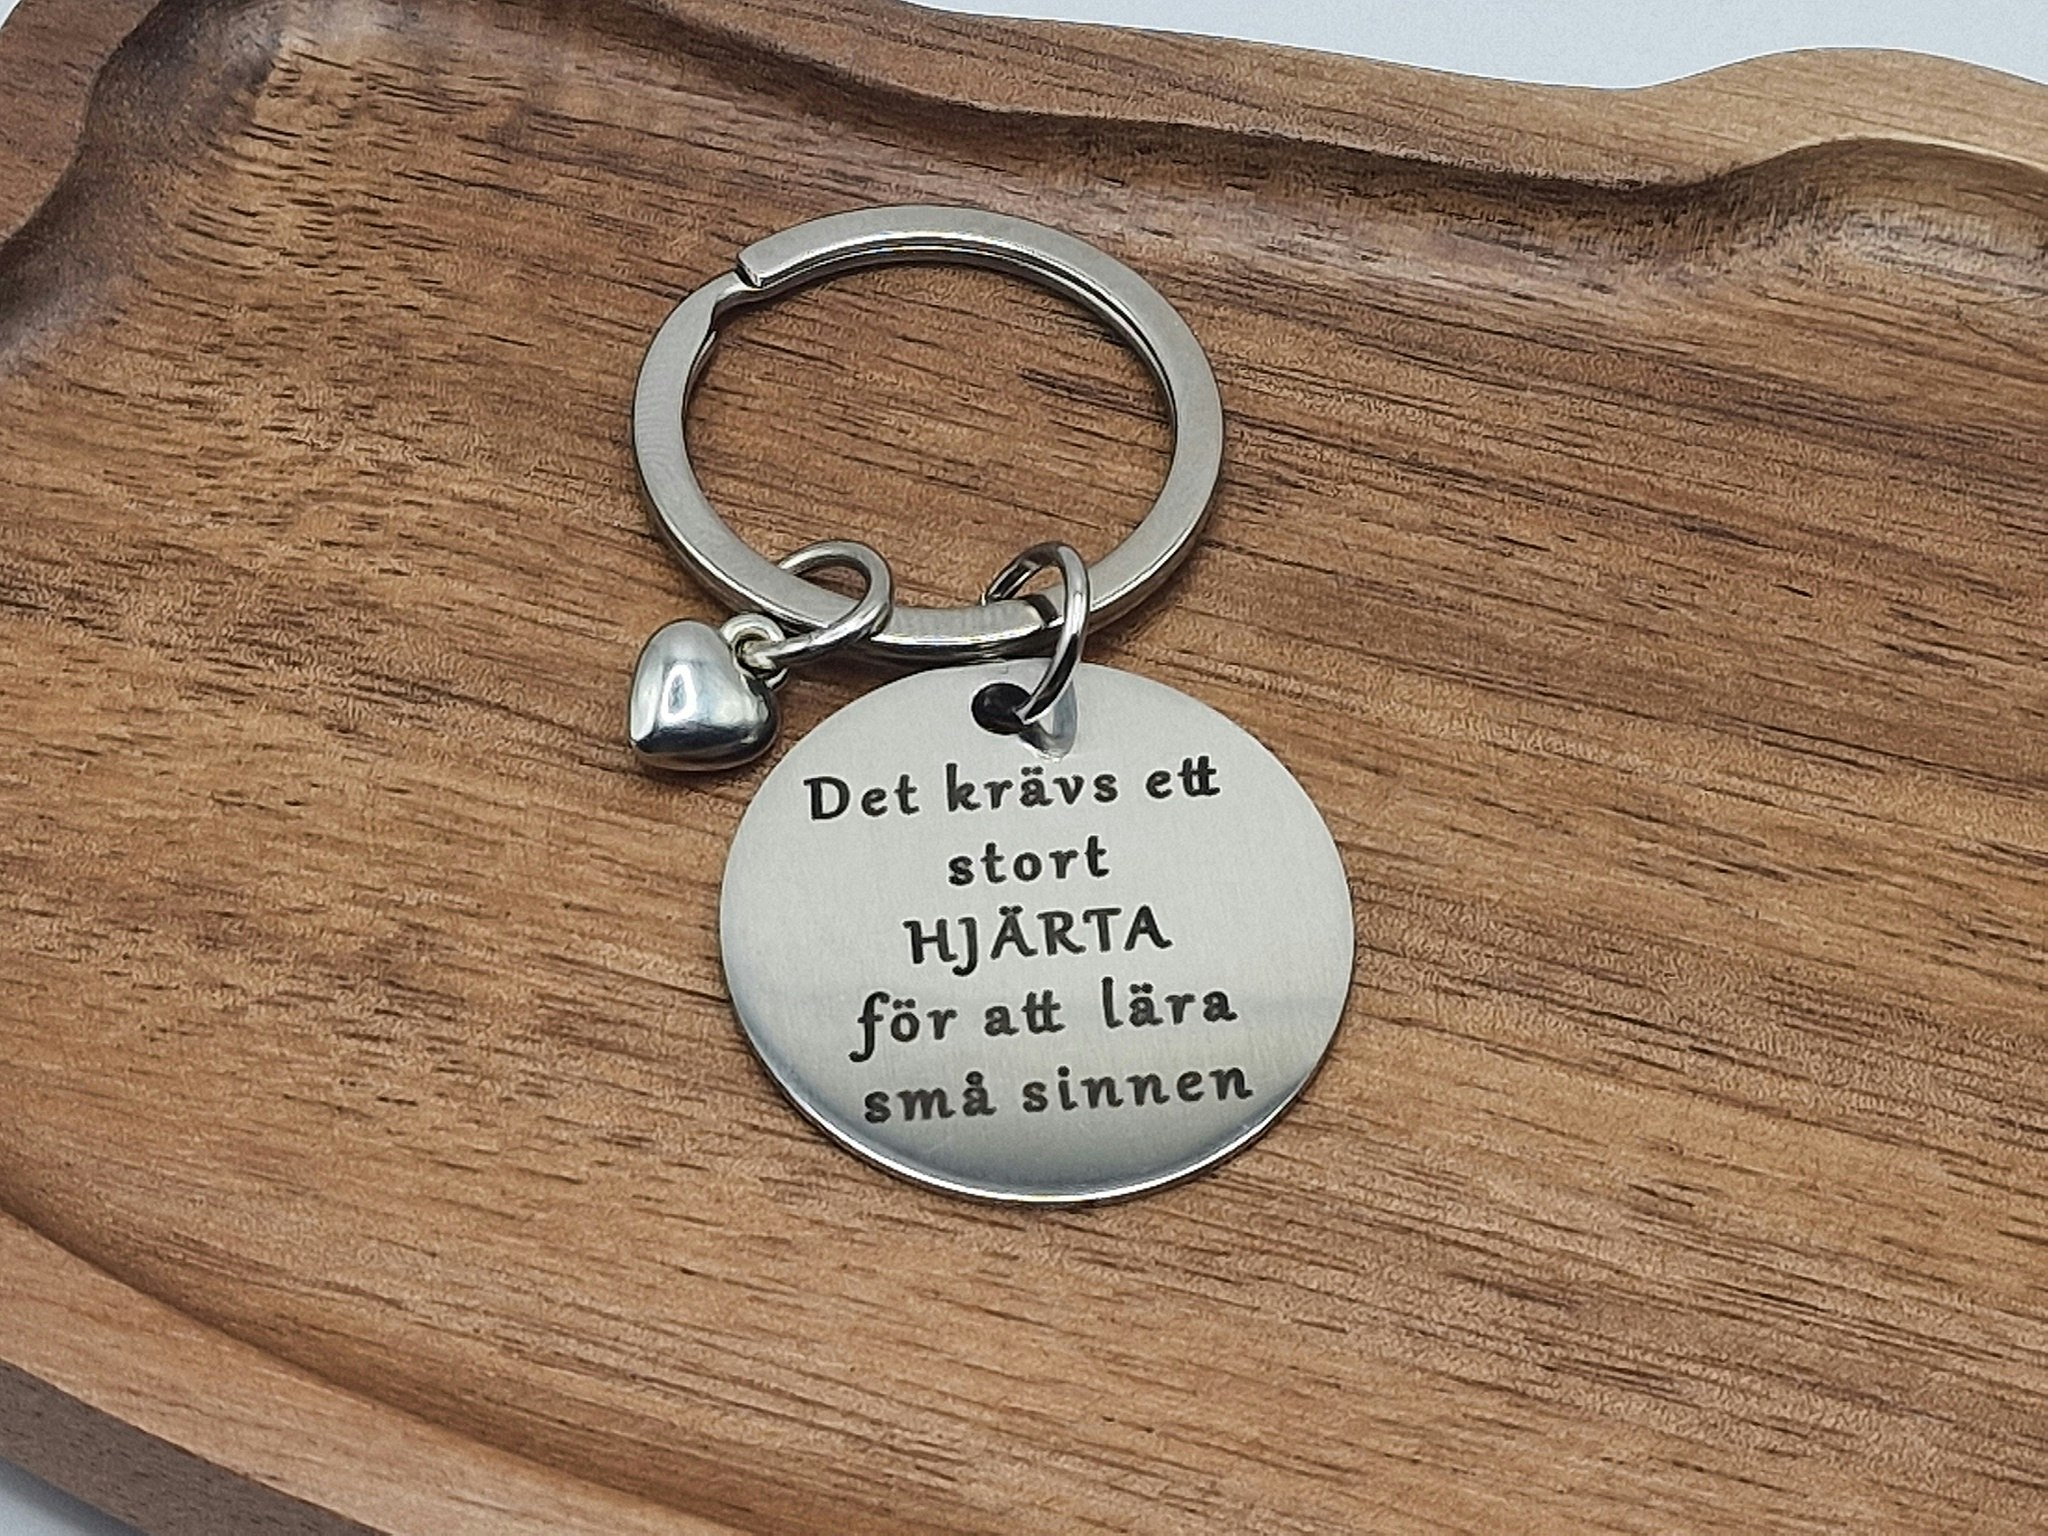 Det krävs ett
stort
HJÄRTA
för att lära
små sinnen